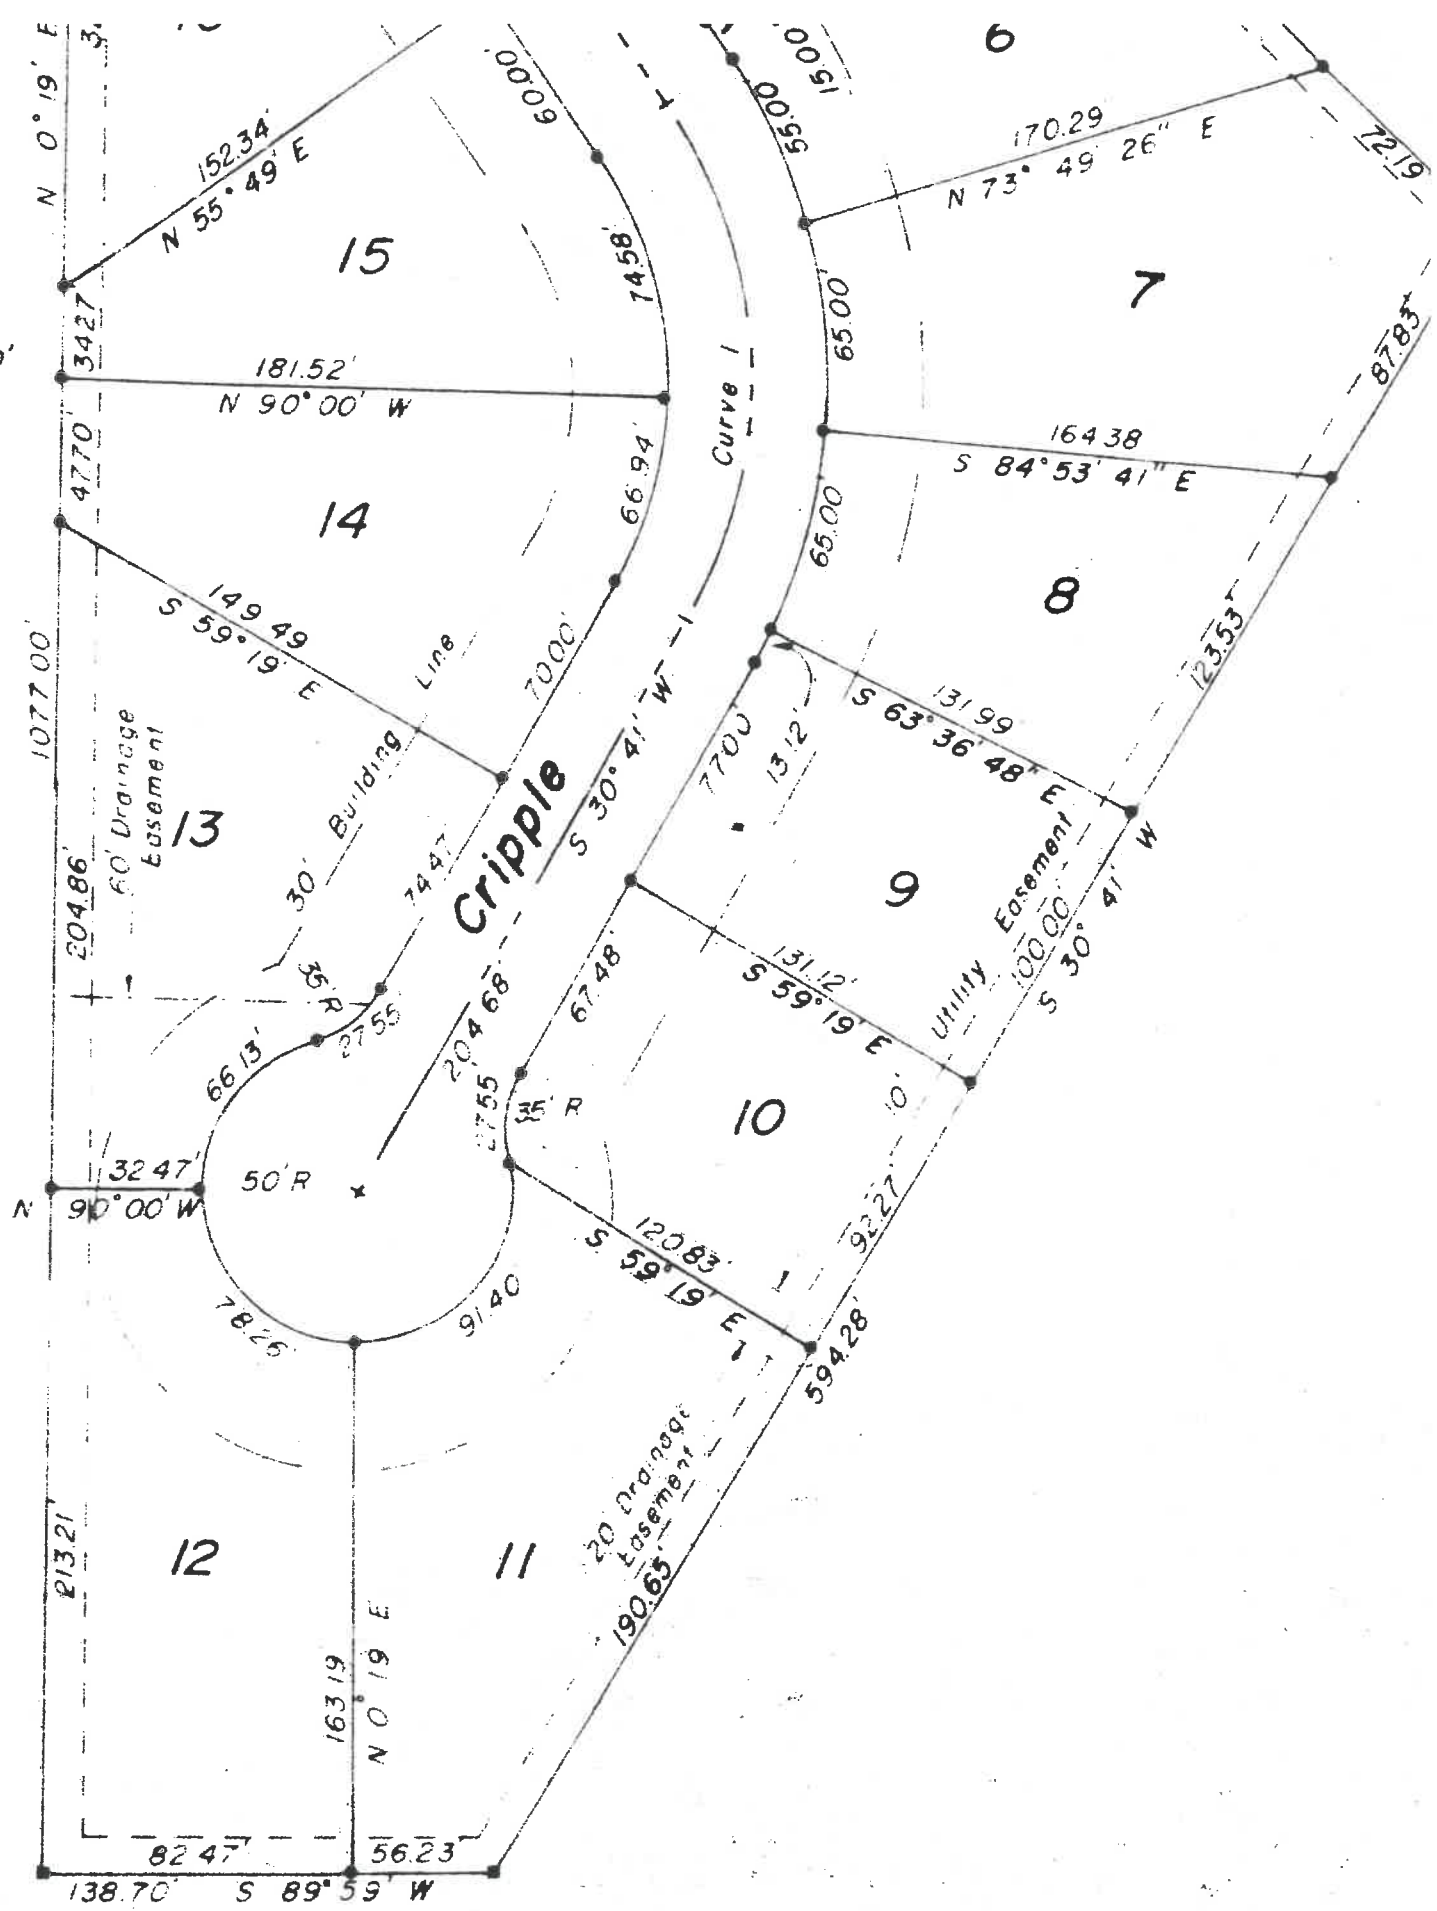 N 0° 19' E
60.00'
15.00'
6
55.00
152.34'
N 55° 49' E
170.29
N 73° 49' 26" E
72.19
15
74.58'
7
65.00'
34.27
87.83'
181.52'
N 90° 00' W
Curve 1
164.38
S 84° 53' 41" E
47.70'
66.94'
14
65.00
8
149.49
S 59° 19' E
Line
Building
30'
70.00'
123.53'
131.99
S 63° 36' 48" E
1077.00'
S 30° 41' W
77.00
13.12'
60' Drainage
Easement
13
Cripple
74.47'
9
204.86'
Utility Easement
100.00'
S 30° 41' W
35' R
131.12'
S 59° 19' E
67.48'
27.55'
204.68'
66.13'
27.55'
35' R
10
10'
32.47'
N 90° 00' W
50' R
120.83'
S 59° 19' E
92.27'
78.26'
91.40
594.28'
20' Drainage
Easement
190.65'
213.21'
12
11
163.19
N 0 19 E
82.47'
56.23
138.70'
S 89° 59' W